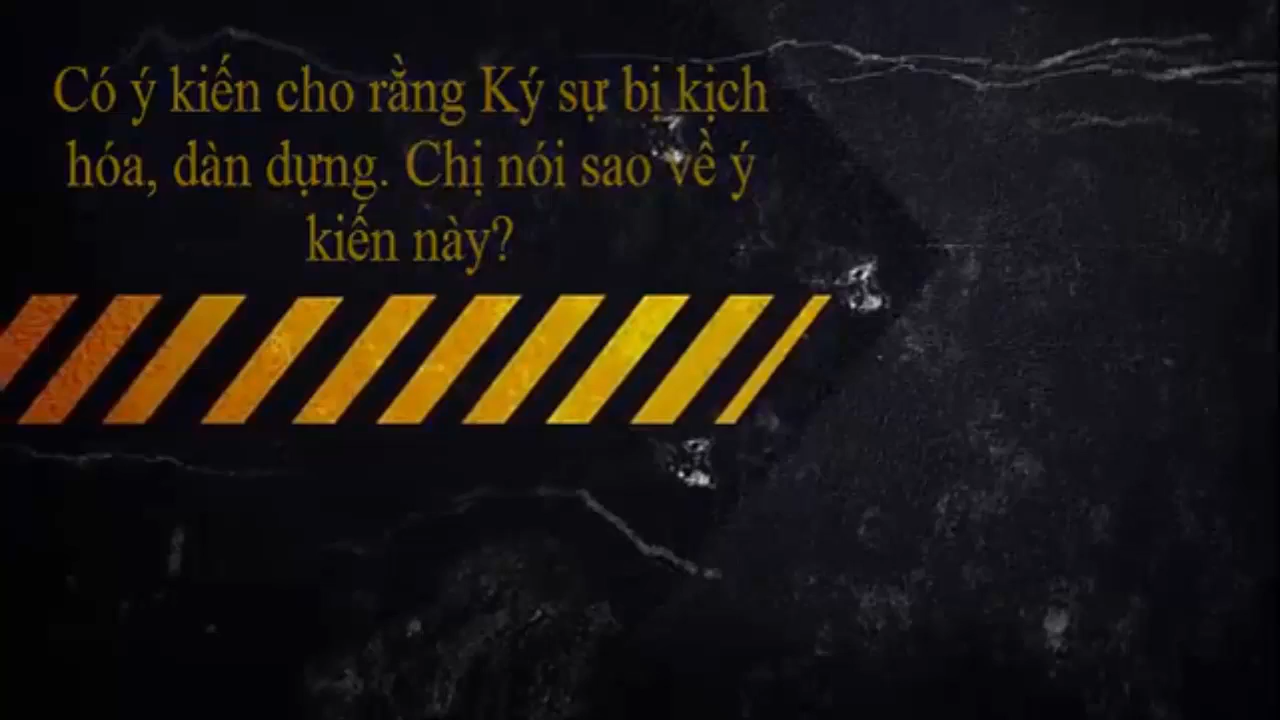 Có ý kiến cho rằng Ký sự bị kịch
hóa, dàn dựng. Chị nói sao về ý
kiến này?